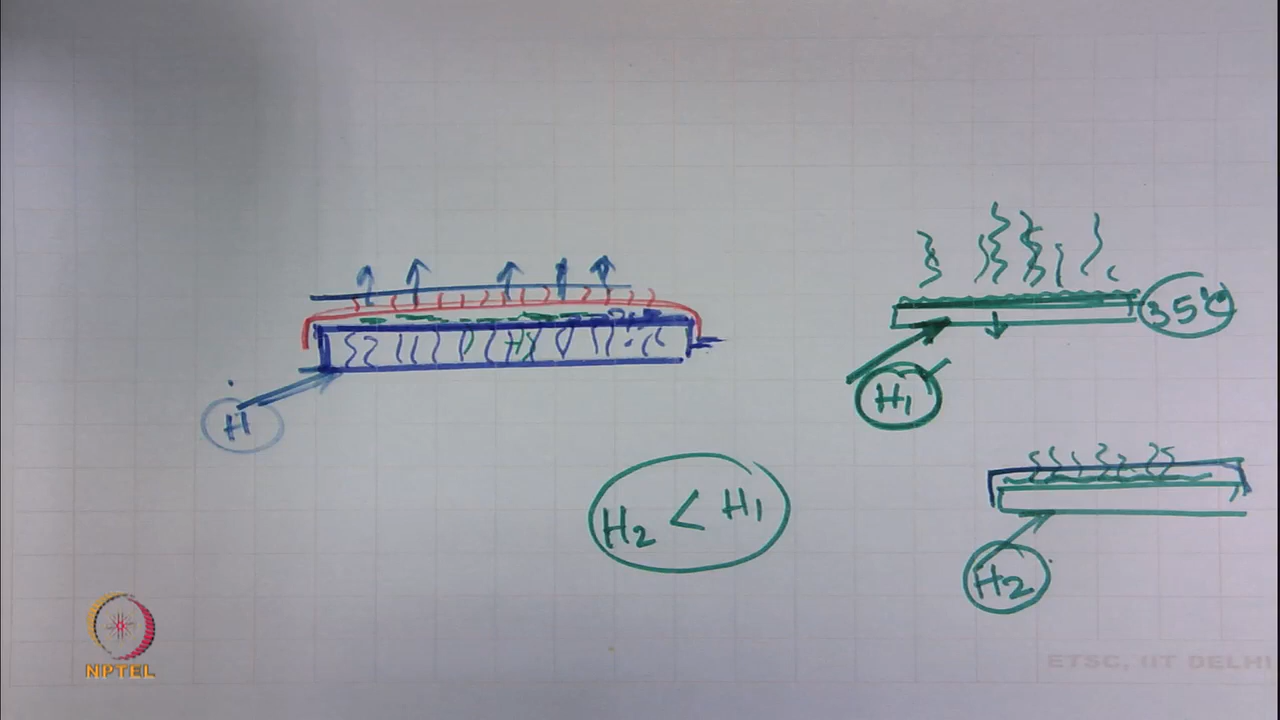 H
35°C
H₁
H₂ < H₁
H₂
NPTEL
ETSC, IIT DELHI